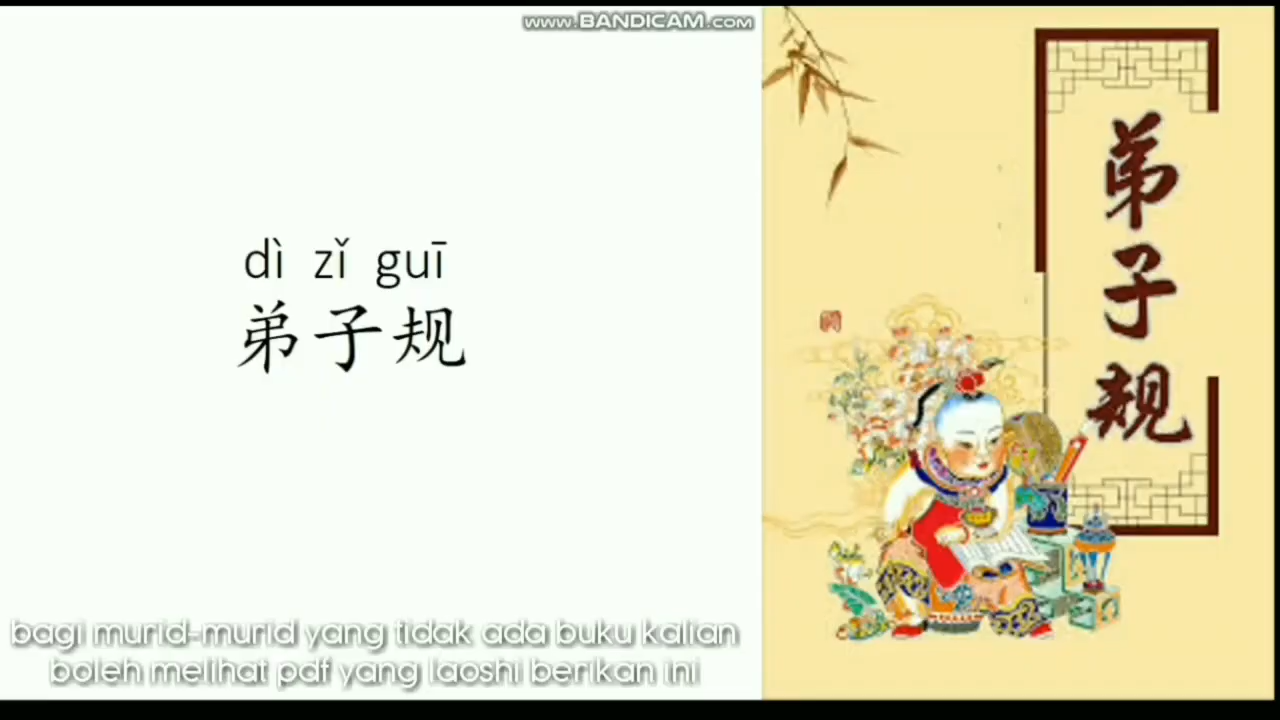 www.BANDICAM.com
dì zǐ guī
弟子规
bagi murid-murid yang tidak ada buku kalian
boleh melihat pdf yang laoshi berikan ini
弟子规